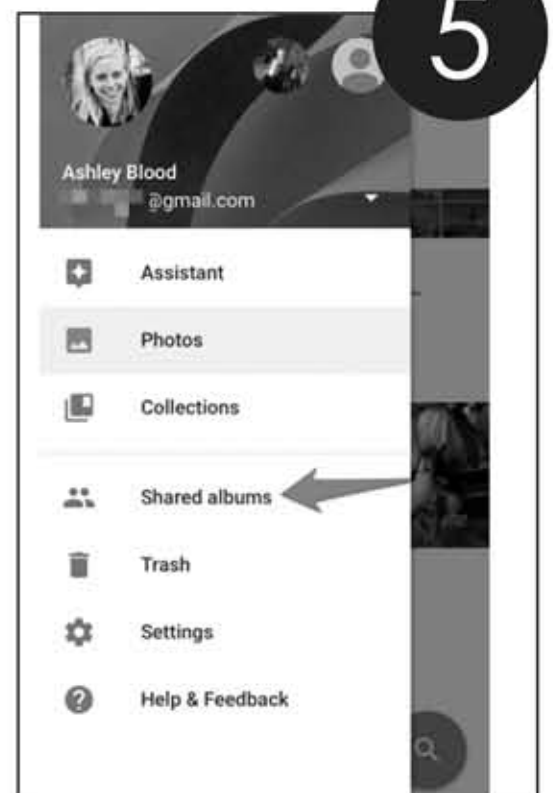 5
Ashley Blood
@gmail.com
Assistant
Photos
Collections
Shared albums
Trash
Settings
Help & Feedback